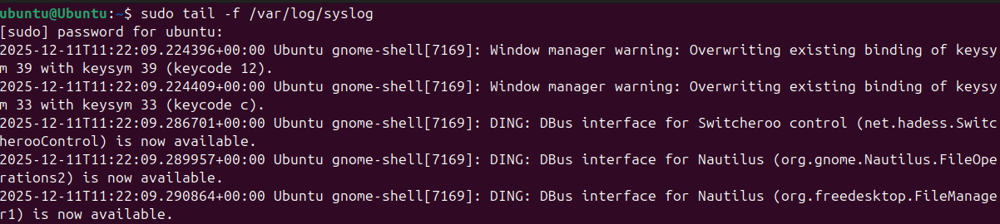 ubuntu@Ubuntu:~$ sudo tail -f /var/log/syslog
[sudo] password for ubuntu:
2025-12-11T11:22:09.224396+00:00 Ubuntu gnome-shell[7169]: Window manager warning: Overwriting existing binding of keysy
m 39 with keysym 39 (keycode 12).
2025-12-11T11:22:09.224409+00:00 Ubuntu gnome-shell[7169]: Window manager warning: Overwriting existing binding of keysy
m 33 with keysym 33 (keycode c).
2025-12-11T11:22:09.286701+00:00 Ubuntu gnome-shell[7169]: DING: DBus interface for Switcheroo control (net.hadess.Switc
herooControl) is now available.
2025-12-11T11:22:09.289957+00:00 Ubuntu gnome-shell[7169]: DING: DBus interface for Nautilus (org.gnome.Nautilus.FileOpe
rations2) is now available.
2025-12-11T11:22:09.290864+00:00 Ubuntu gnome-shell[7169]: DING: DBus interface for Nautilus (org.freedesktop.FileManage
r1) is now available.